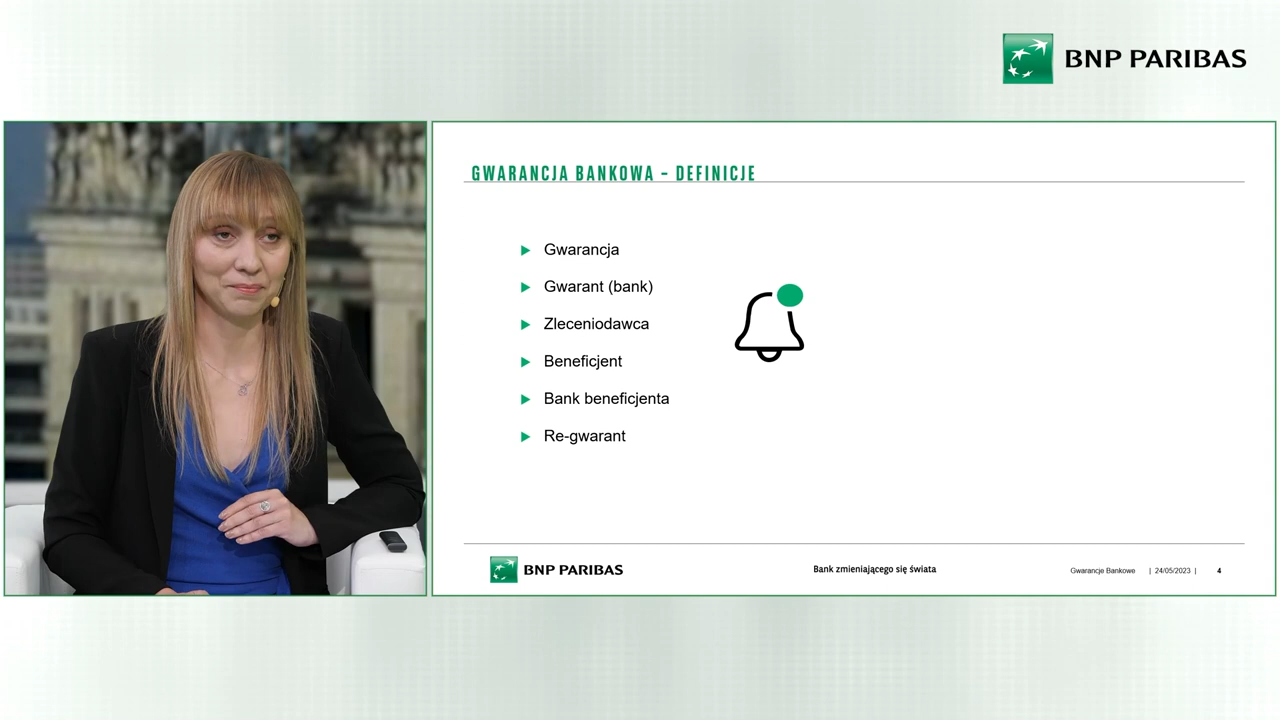 BNP PARIBAS
GWARANCJA BANKOWA – DEFINICJE
Gwarancja
Gwarant (bank)
Zleceniodawca
Beneficjent
Bank beneficjenta
Re-gwarant
BNP PARIBAS
Bank zmieniającego się świata
Gwarancje Bankowe | 24/05/2023 | 4